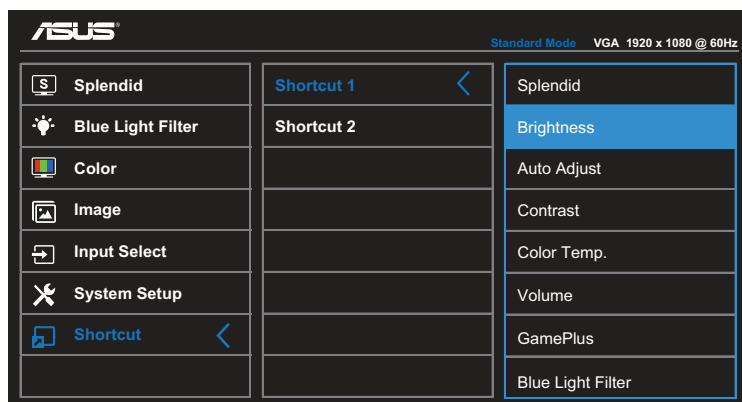 ASUS
Standard Mode VGA 1920 x 1080 @ 60Hz
S Splendid
Blue Light Filter
Color
Image
Input Select
System Setup
Shortcut
Shortcut 1
Shortcut 2
Splendid
Brightness
Auto Adjust
Contrast
Color Temp.
Volume
GamePlus
Blue Light Filter